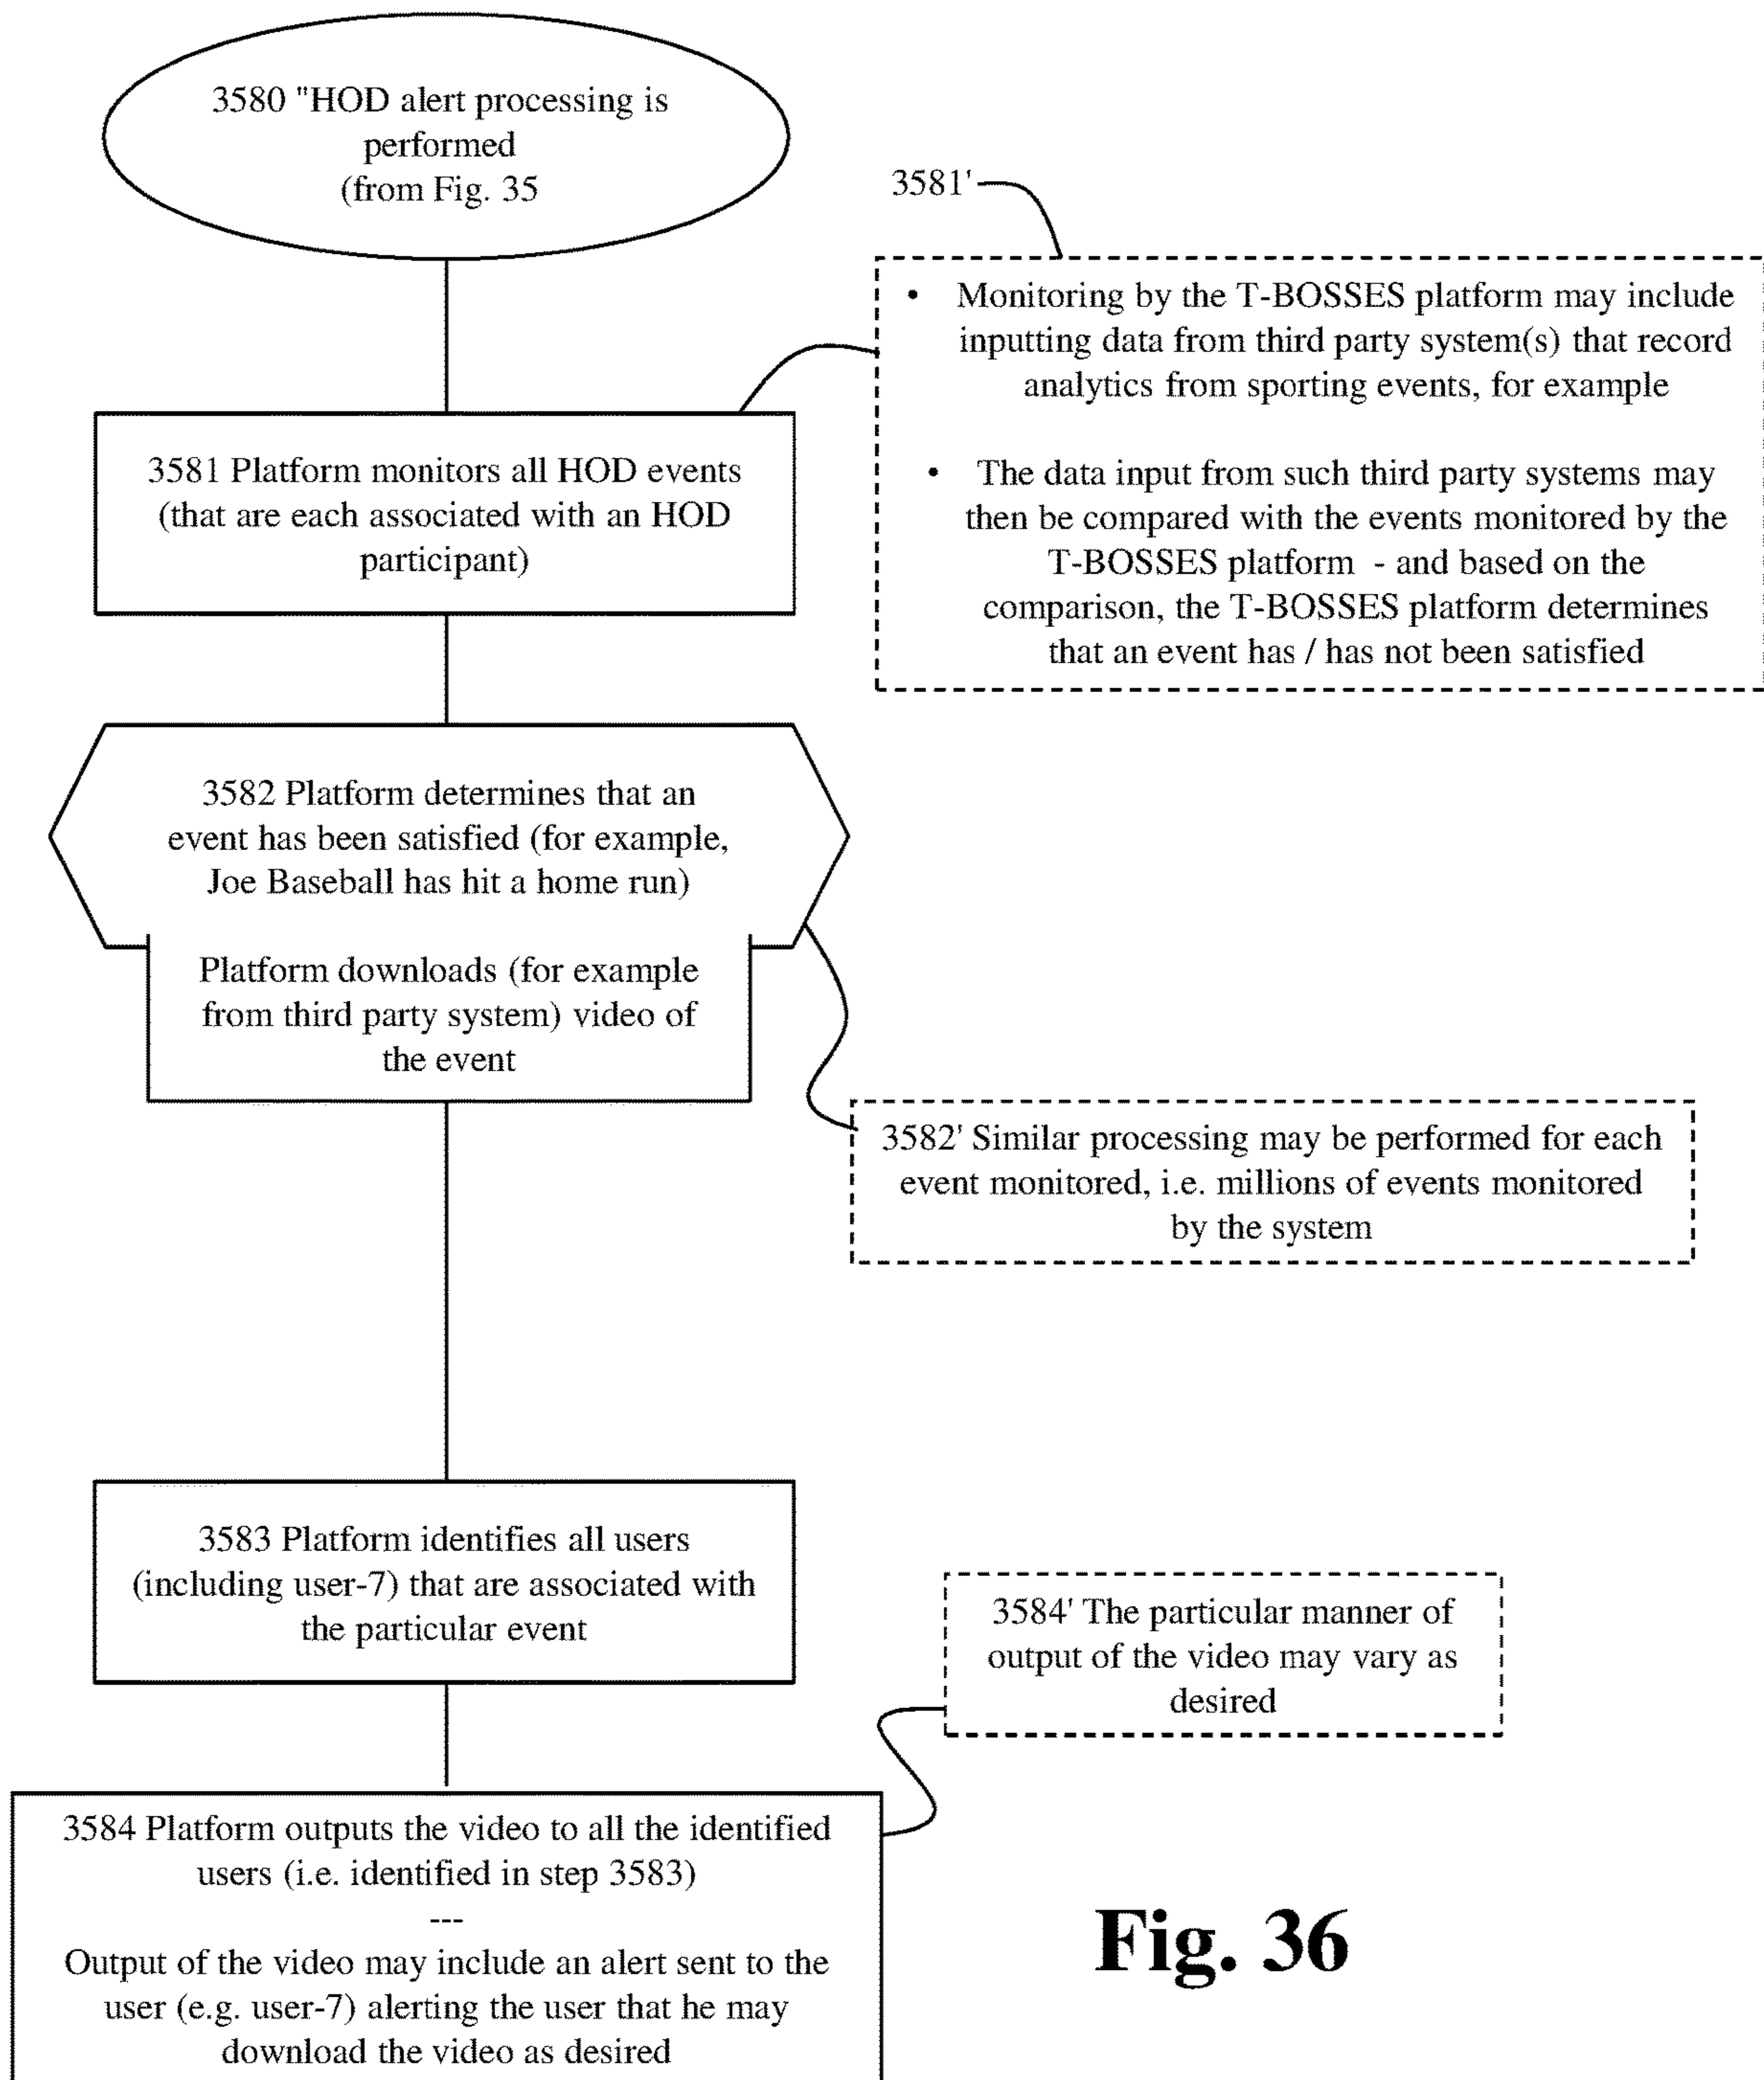 3580 "HOD alert processing is
performed
(from Fig. 35
3581'
• Monitoring by the T-BOSSES platform may include
inputting data from third party system(s) that record
analytics from sporting events, for example
• The data input from such third party systems may
then be compared with the events monitored by the
T-BOSSES platform - and based on the
comparison, the T-BOSSES platform determines
that an event has / has not been satisfied
3581 Platform monitors all HOD events
(that are each associated with an HOD
participant)
3582 Platform determines that an
event has been satisfied (for example,
Joe Baseball has hit a home run)
Platform downloads (for example
from third party system) video of
the event
3582' Similar processing may be performed for each
event monitored, i.e. millions of events monitored
by the system
3583 Platform identifies all users
(including user-7) that are associated with
the particular event
3584' The particular manner of
output of the video may vary as
desired
3584 Platform outputs the video to all the identified
users (i.e. identified in step 3583)
---
Output of the video may include an alert sent to the
user (e.g. user-7) alerting the user that he may
download the video as desired
Fig. 36